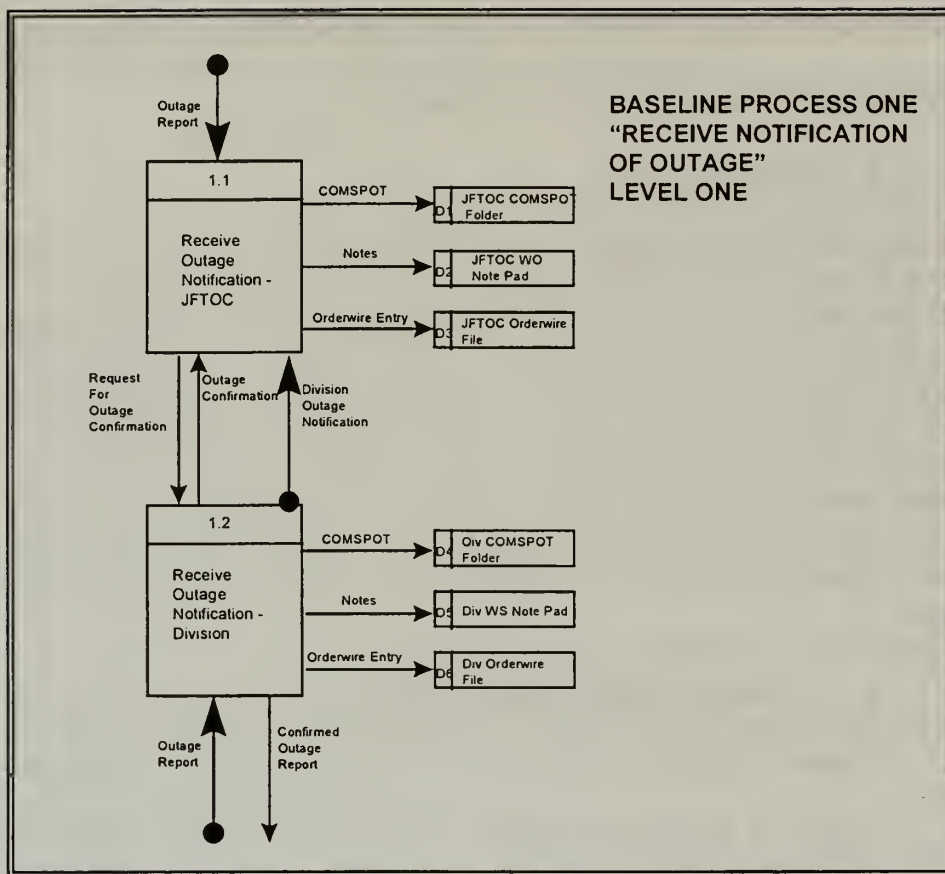 BASELINE PROCESS ONE
“RECEIVE NOTIFICATION
OF OUTAGE”
LEVEL ONE
Outage
Report
1.1
Receive
Outage
Notification -
JFTOC
COMSPOT
D1 JFTOC COMSPOT
Folder
Notes
D2 JFTOC WO
Note Pad
Orderwire Entry
D3 JFTOC Orderwire
File
Request
For
Outage
Confirmation
Outage
Confirmation
Division
Outage
Notification
1.2
Receive
Outage
Notification -
Division
COMSPOT
D4 Div COMSPOT
Folder
Notes
D5 Div WS Note Pad
Orderwire Entry
D6 Div Orderwire
File
Outage
Report
Confirmed
Outage
Report